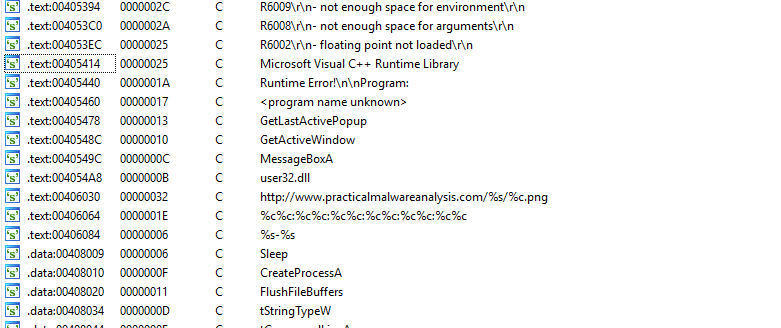 .text:00405394 0000002C C R6009\r\n- not enough space for environment\r\n
.text:004053C0 0000002A C R6008\r\n- not enough space for arguments\r\n
.text:004053EC 00000025 C R6002\r\n- floating point not loaded\r\n
.text:00405414 00000025 C Microsoft Visual C++ Runtime Library
.text:00405440 0000001A C Runtime Error!\n\nProgram:
.text:00405460 00000017 C <program name unknown>
.text:00405478 00000013 C GetLastActivePopup
.text:0040548C 00000010 C GetActiveWindow
.text:0040549C 0000000C C MessageBoxA
.text:004054A8 0000000B C user32.dll
.text:00406030 00000032 C http://www.practicalmalwareanalysis.com/%s/%c.png
.text:00406064 0000001E C %c%c:%c%c:%c%c:%c%c:%c%c:%c%c
.text:00406084 00000006 C %s-%s
.data:00408009 00000006 C Sleep
.data:00408010 0000000F C CreateProcessA
.data:00408020 00000011 C FlushFileBuffers
.data:00408034 0000000D C tStringTypeW